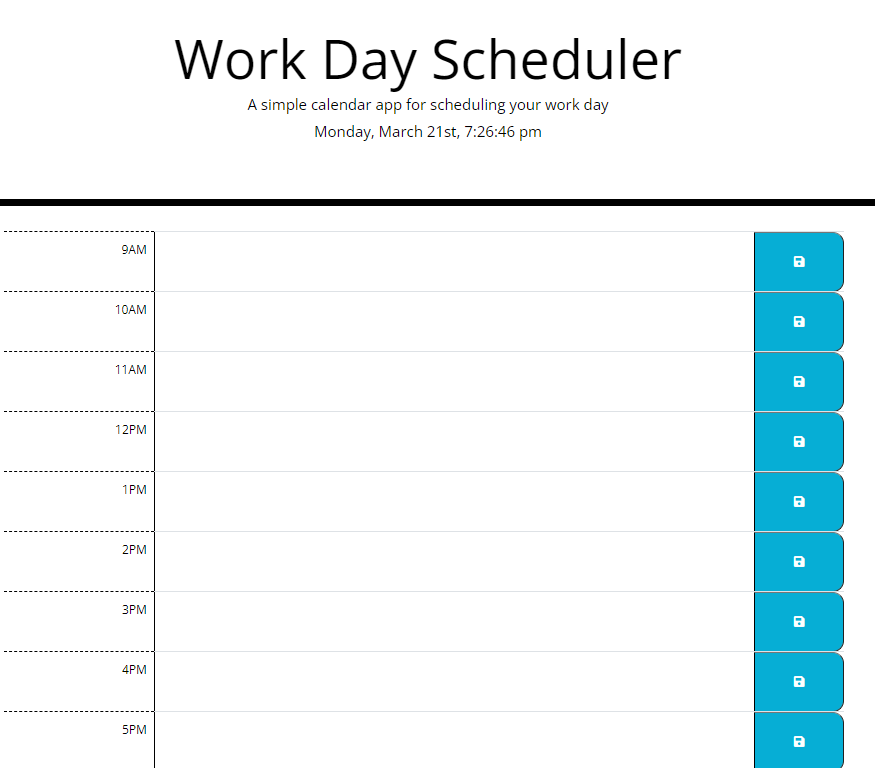 Work Day Scheduler
A simple calendar app for scheduling your work day
Monday, March 21st, 7:26:46 pm
9AM
10AM
11AM
12PM
1PM
2PM
3PM
4PM
5PM